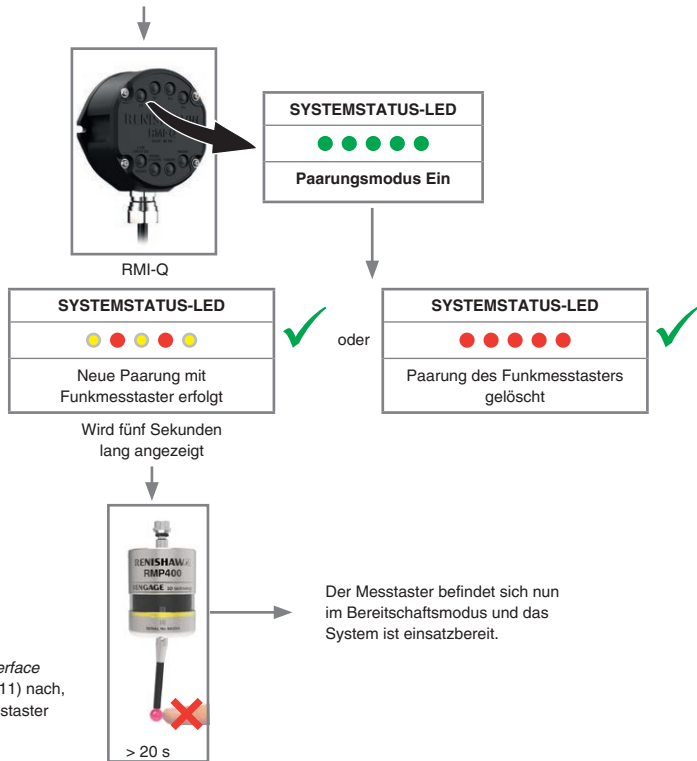 RENISHAW
RMI-Q
SYSTEMSTATUS-LED
Paarungsmodus Ein
RMI-Q
SYSTEMSTATUS-LED
Neue Paarung mit
Funkmesstaster erfolgt
Wird fünf Sekunden
lang angezeigt
oder
SYSTEMSTATUS-LED
Paarung des Funkmesstasters
gelöscht
RENISHAW
RMP400
RENGAGE
Der Messtaster befindet sich nun
im Bereitschaftsmodus und das
System ist einsatzbereit.
erface
11) nach,
staster
> 20 s